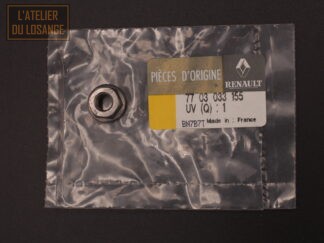 L'ATELIER
DU LOSANGE
PIÈCES D'ORIGINE
RENAULT
77 03 033 155
UV (Q) : 1
BN7B7T Made in : France